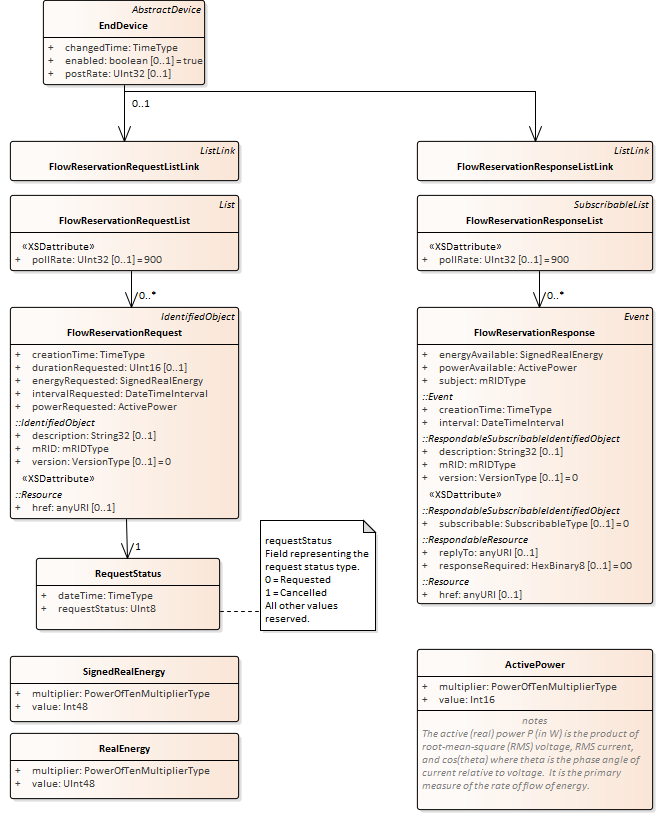 AbstractDevice
EndDevice
+ changedTime: TimeType
+ enabled: boolean [0..1] = true
+ postRate: UInt32 [0..1]
0..1
ListLink
FlowReservationRequestListLink
ListLink
FlowReservationResponseListLink
List
FlowReservationRequestList
«XSDattribute»
+ pollRate: UInt32 [0..1] = 900
SubscribableList
FlowReservationResponseList
«XSDattribute»
+ pollRate: UInt32 [0..1] = 900
0..*
0..*
IdentifiedObject
FlowReservationRequest
+ creationTime: TimeType
+ durationRequested: UInt16 [0..1]
+ energyRequested: SignedRealEnergy
+ intervalRequested: DateTimeInterval
+ powerRequested: ActivePower
::IdentifiedObject
+ description: String32 [0..1]
+ mRID: mRIDType
+ version: VersionType [0..1] = 0
«XSDattribute»
::Resource
+ href: anyURI [0..1]
Event
FlowReservationResponse
+ energyAvailable: SignedRealEnergy
+ powerAvailable: ActivePower
+ subject: mRIDType
::Event
+ creationTime: TimeType
+ interval: DateTimeInterval
::RespondableSubscribableIdentifiedObject
+ description: String32 [0..1]
+ mRID: mRIDType
+ version: VersionType [0..1] = 0
«XSDattribute»
::RespondableSubscribableIdentifiedObject
+ subscribable: SubscribableType [0..1] = 0
::RespondableResource
+ replyTo: anyURI [0..1]
+ responseRequired: HexBinary8 [0..1] = 00
::Resource
+ href: anyURI [0..1]
1
RequestStatus
+ dateTime: TimeType
+ requestStatus: UInt8
requestStatus
Field representing the
request status type.
0 = Requested
1 = Cancelled
All other values
reserved.
SignedRealEnergy
+ multiplier: PowerOfTenMultiplierType
+ value: Int48
RealEnergy
+ multiplier: PowerOfTenMultiplierType
+ value: UInt48
ActivePower
+ multiplier: PowerOfTenMultiplierType
+ value: Int16
notes
The active (real) power P (in W) is the product of
root-mean-square (RMS) voltage, RMS current,
and cos(theta) where theta is the phase angle of
current relative to voltage.  It is the primary
measure of the rate of flow of energy.